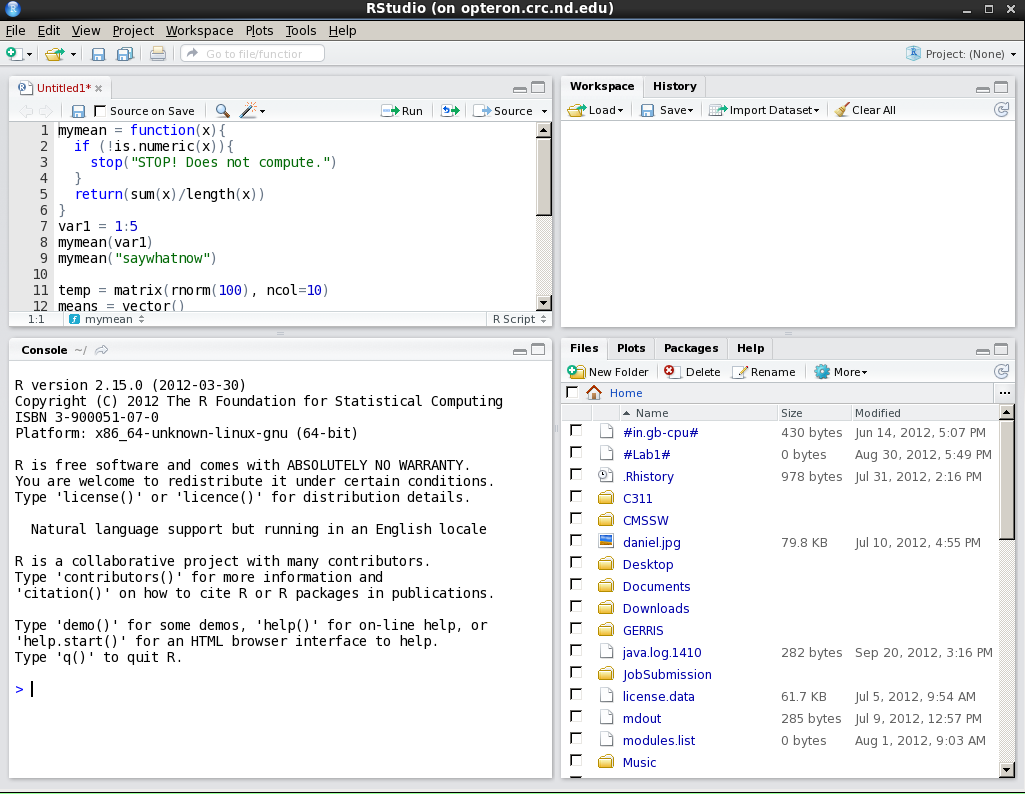 RStudio (on opteron.crc.nd.edu)
File Edit View Project Workspace Plots Tools Help
Go to file/function
Project: (None)
Untitled1*
Source on Save Run Source
1 mymean = function(x){
2 if (!is.numeric(x)){
3 stop("STOP! Does not compute.")
4 }
5 return(sum(x)/length(x))
6 }
7 var1 = 1:5
8 mymean(var1)
9 mymean("saywhatnow")
10
11 temp = matrix(rnorm(100), ncol=10)
12 means = vector()
1:1 mymean R Script
Workspace History
Load Save Import Dataset Clear All
Console ~/
R version 2.15.0 (2012-03-30)
Copyright (C) 2012 The R Foundation for Statistical Computing
ISBN 3-900051-07-0
Platform: x86_64-unknown-linux-gnu (64-bit)
R is free software and comes with ABSOLUTELY NO WARRANTY.
You are welcome to redistribute it under certain conditions.
Type 'license()' or 'licence()' for distribution details.
Natural language support but running in an English locale
R is a collaborative project with many contributors.
Type 'contributors()' for more information and
'citation()' on how to cite R or R packages in publications.
Type 'demo()' for some demos, 'help()' for on-line help, or
'help.start()' for an HTML browser interface to help.
Type 'q()' to quit R.
>
Files Plots Packages Help
New Folder Delete Rename More
Home ...
Name Size Modified
#in.gb-cpu# 430 bytes Jun 14, 2012, 5:07 PM
#Lab1# 0 bytes Aug 30, 2012, 5:49 PM
.Rhistory 978 bytes Jul 31, 2012, 2:16 PM
C311
CMSSW
daniel.jpg 79.8 KB Jul 10, 2012, 4:55 PM
Desktop
Documents
Downloads
GERRIS
java.log.1410 282 bytes Sep 20, 2012, 3:16 PM
JobSubmission
license.data 61.7 KB Jul 5, 2012, 9:54 AM
mdout 285 bytes Jul 9, 2012, 12:57 PM
modules.list 0 bytes Aug 1, 2012, 9:03 AM
Music